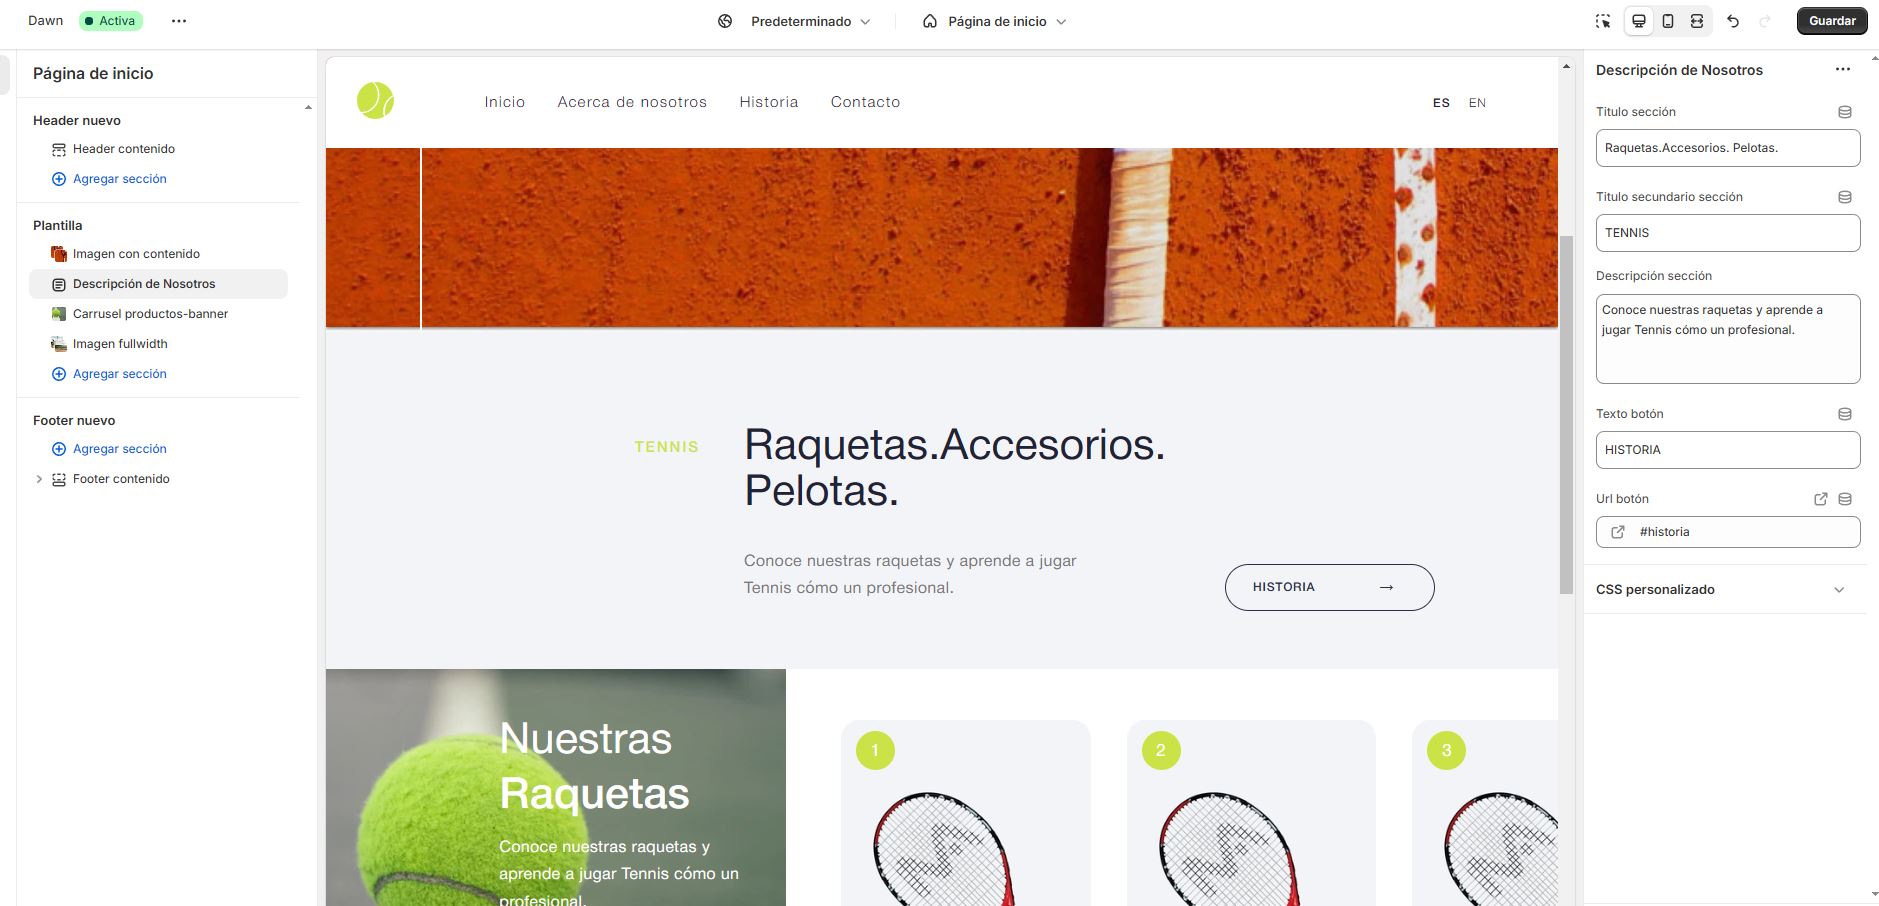 Dawn Activa
Predeterminado
Página de inicio
Guardar
Página de inicio
Header nuevo
Header contenido
Agregar sección
Plantilla
Imagen con contenido
Descripción de Nosotros
Carrusel productos-banner
Imagen fullwidth
Agregar sección
Footer nuevo
Agregar sección
Footer contenido
Inicio Acerca de nosotros Historia Contacto
ES EN
TENNIS
Raquetas.Accesorios.
Pelotas.
Conoce nuestras raquetas y aprende a jugar
Tennis cómo un profesional.
HISTORIA →
Nuestras
Raquetas
Conoce nuestras raquetas y
aprende a jugar Tennis cómo un
profesional.
1
2
3
Descripción de Nosotros
Titulo sección
Raquetas.Accesorios. Pelotas.
Titulo secundario sección
TENNIS
Descripción sección
Conoce nuestras raquetas y aprende a
jugar Tennis cómo un profesional.
Texto botón
HISTORIA
Url botón
#historia
CSS personalizado